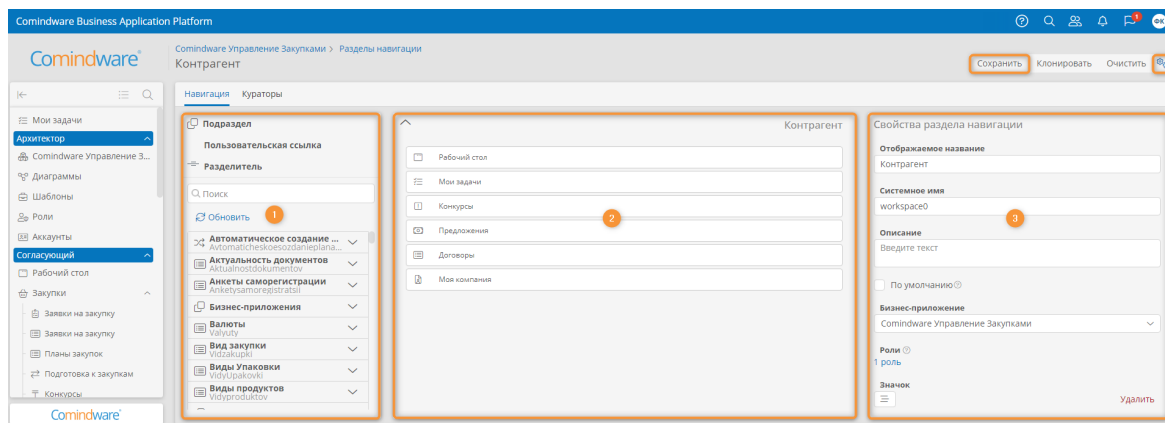 Comindware Business Application Platform
1
ФК
Comindware
Comindware Управление Закупками > Разделы навигации
Контрагент
Сохранить Клонировать Очистить
Навигация Кураторы
Мои задачи
Архитектор
Comindware Управление З...
Диаграммы
Шаблоны
Роли
Аккаунты
Согласующий
Рабочий стол
Закупки
Заявки на закупку
Заявки на закупку
Планы закупок
Подготовка к закупкам
Конкурсы
Comindware
Подраздел
Пользовательская ссылка
Разделитель
Поиск
Обновить
1
Автоматическое создание ...
Avtomaticheskoesozdanieplana...
Актуальность документов
Aktualnostdokumentov
Анкеты саморегистрации
Anketysamoregistratsii
Бизнес-приложения
Валюты
Valyuty
Вид закупки
Vidzakupki
Виды Упаковки
VidyUpakovki
Виды продуктов
Vidyproduktov
Контрагент
Рабочий стол
Мои задачи
Конкурсы
2
Предложения
Договоры
Моя компания
Свойства раздела навигации
Отображаемое название
Контрагент
Системное имя
workspace0
3
Описание
Введите текст
По умолчанию
Бизнес-приложение
Comindware Управление Закупками
Роли
1 роль
Значок
Удалить